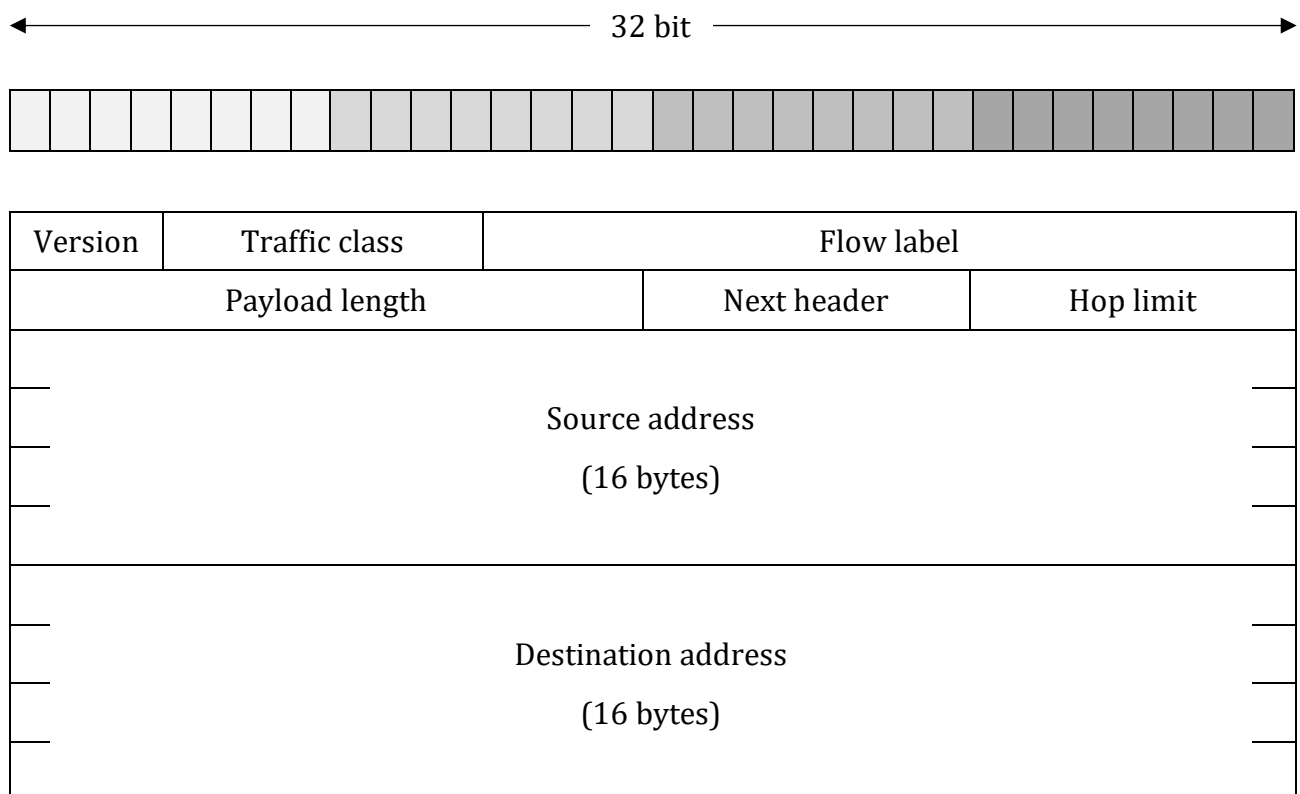 32 bit
Version Traffic class Flow label
Payload length Next header Hop limit
Source address
(16 bytes)
Destination address
(16 bytes)